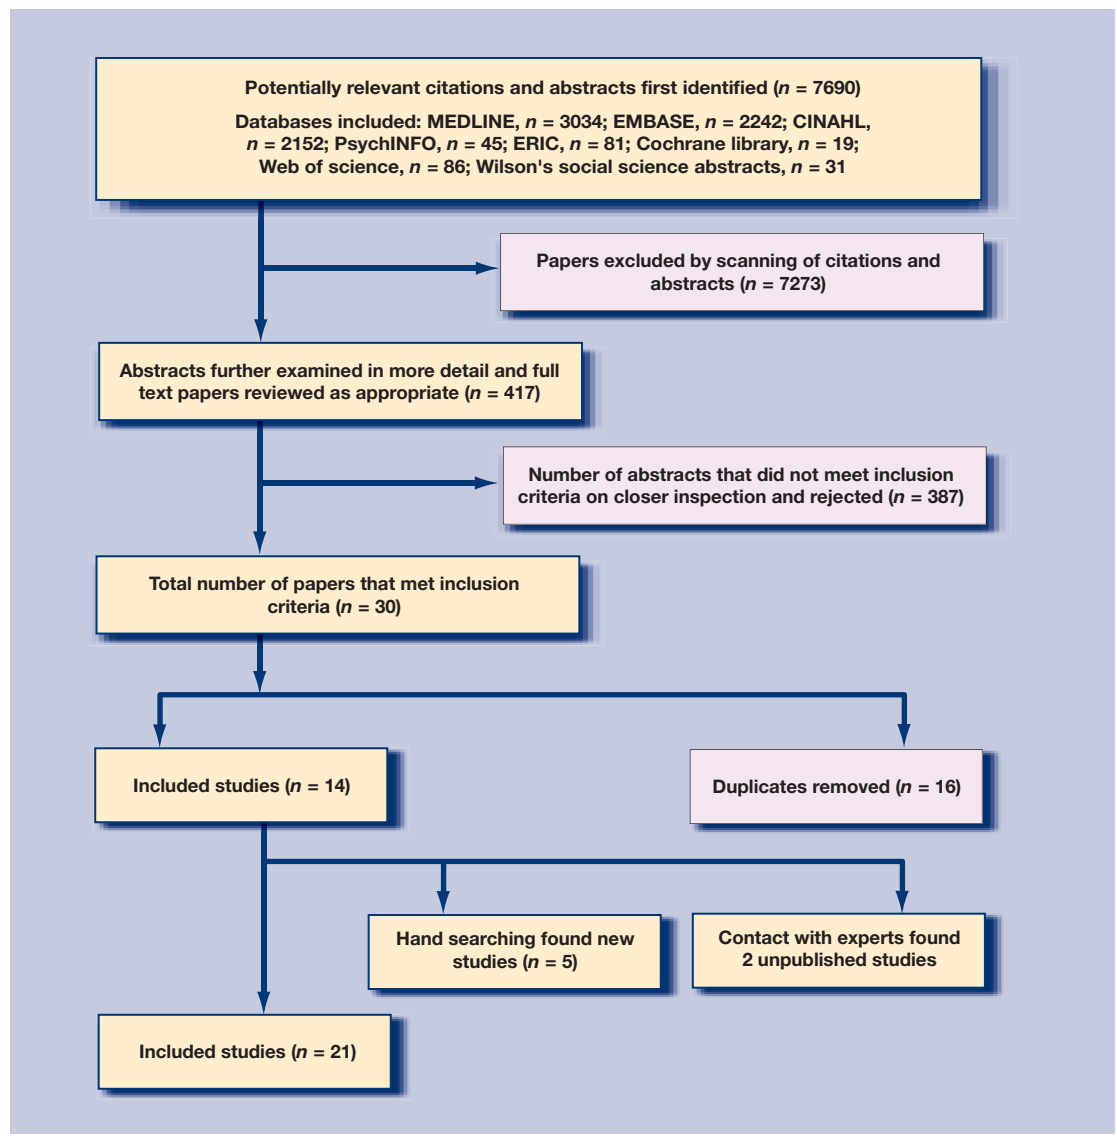 Potentially relevant citations and abstracts first identified (n = 7690)
Databases included: MEDLINE, n = 3034; EMBASE, n = 2242; CINAHL,
n = 2152; PsychINFO, n = 45; ERIC, n = 81; Cochrane library, n = 19;
Web of science, n = 86; Wilson's social science abstracts, n = 31
Papers excluded by scanning of citations and
abstracts (n = 7273)
Abstracts further examined in more detail and full
text papers reviewed as appropriate (n = 417)
Number of abstracts that did not meet inclusion
criteria on closer inspection and rejected (n = 387)
Total number of papers that met inclusion
criteria (n = 30)
Included studies (n = 14)
Duplicates removed (n = 16)
Hand searching found new
studies (n = 5)
Contact with experts found
2 unpublished studies
Included studies (n = 21)